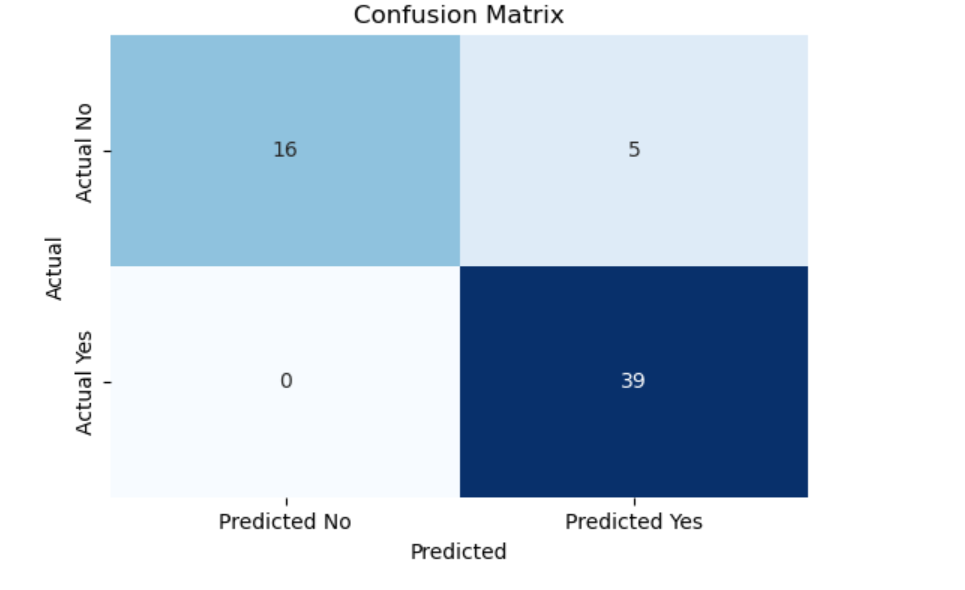 Confusion Matrix
Actual No
16
5
Actual
Actual Yes
0
39
Predicted No
Predicted Yes
Predicted